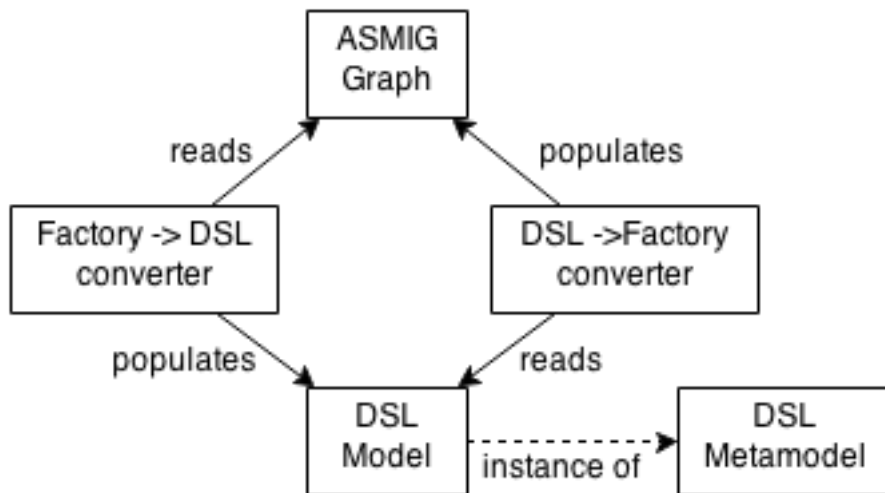 ASMIG
Graph
reads
populates
Factory -> DSL
converter
DSL ->Factory
converter
populates
reads
DSL
Model
instance of
DSL
Metamodel